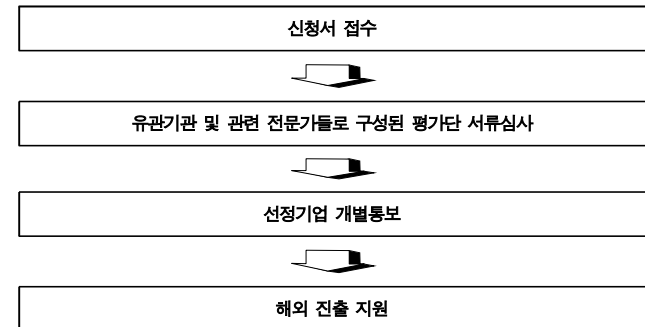 신청서 접수
유관기관 및 관련 전문가들로 구성된 평가단 서류심사
선정기업 개별통보
해외 진출 지원